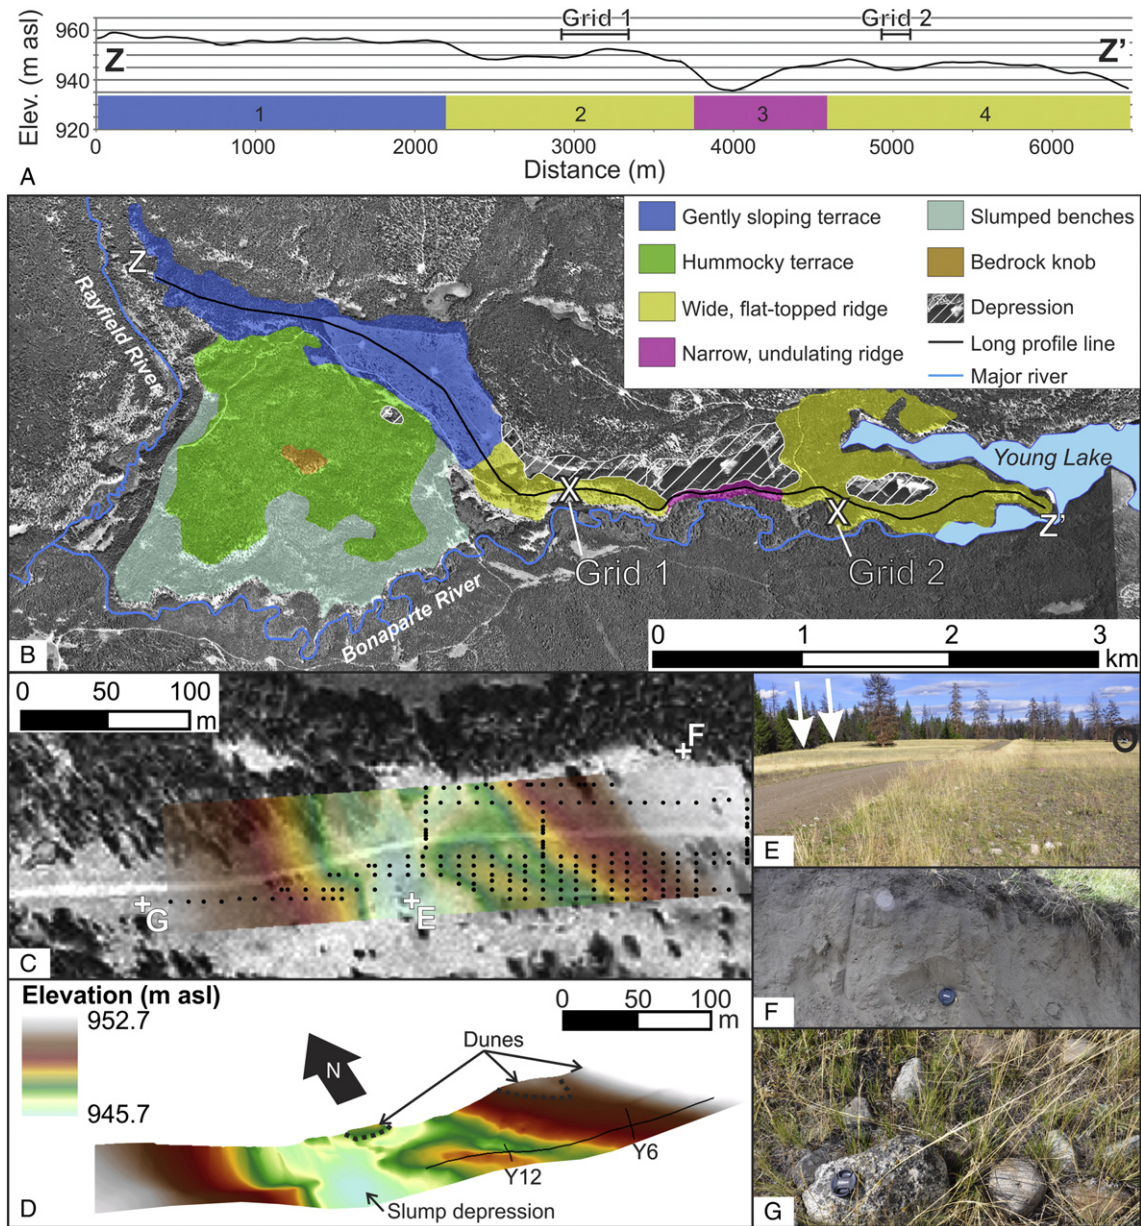 Grid 1
Grid 2
960
940
920
Elev. (m asl)
Z
Z'
1
2
3
4
0
1000
2000
3000
4000
5000
6000
Distance (m)
A
Gently sloping terrace
Hummocky terrace
Wide, flat-topped ridge
Narrow, undulating ridge
Slumped benches
Bedrock knob
Depression
Long profile line
Major river
Z
Rayfield River
Young Lake
X
X
Z'
Grid 1
Grid 2
Bonaparte River
0
1
2
3
km
B
0
50
100
m
F
G
E
C
E
F
G
Elevation (m asl)
952.7
945.7
0
50
100
m
N
Dunes
Y6
Y12
Slump depression
D